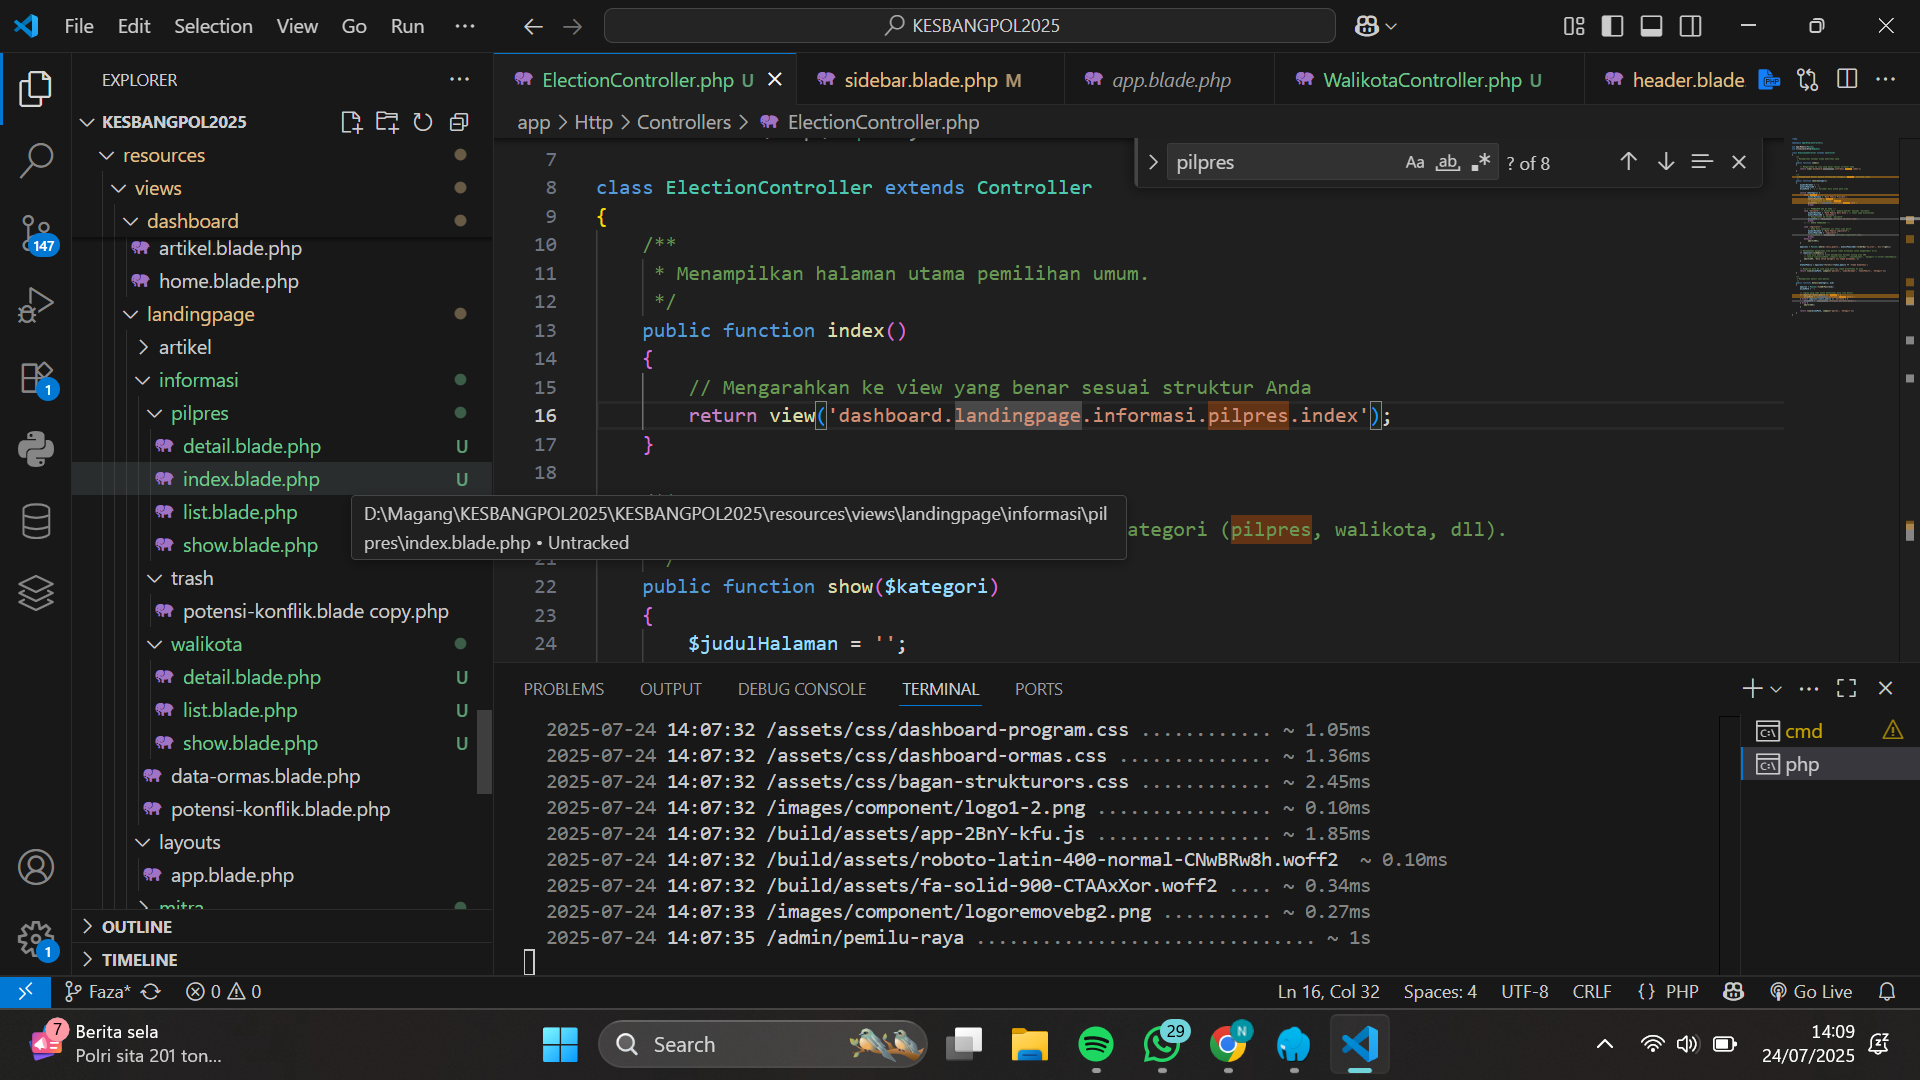 File Edit Selection View Go Run ···
KESBANGPOL2025
EXPLORER
KESBANGPOL2025
resources
views
dashboard
artikel.blade.php
home.blade.php
landingpage
artikel
informasi
pilpres
detail.blade.php U
index.blade.php U
list.blade.php
show.blade.php
trash
potensi-konflik.blade copy.php
walikota
detail.blade.php U
list.blade.php U
show.blade.php U
data-ormas.blade.php
potensi-konflik.blade.php
layouts
app.blade.php
mitra
OUTLINE
TIMELINE
147
1
1
ElectionController.php U
sidebar.blade.php M
app.blade.php
WalikotaController.php U
header.blade
app > Http > Controllers > ElectionController.php
pilpres Aa ab .* ? of 8
7
8 class ElectionController extends Controller
9 {
10 /**
11 * Menampilkan halaman utama pemilihan umum.
12 */
13 public function index()
14 {
15 // Mengarahkan ke view yang benar sesuai struktur Anda
16 return view('dashboard.landingpage.informasi.pilpres.index');
17 }
18
D:\Magang\KESBANGPOL2025\KESBANGPOL2025\resources\views\landingpage\informasi\pil
pres\index.blade.php • Untracked
ategori (pilpres, walikota, dll).
21 */
22 public function show($kategori)
23 {
24 $judulHalaman = '';
PROBLEMS OUTPUT DEBUG CONSOLE TERMINAL PORTS
2025-07-24 14:07:32 /assets/css/dashboard-program.css ............ ~ 1.05ms
2025-07-24 14:07:32 /assets/css/dashboard-ormas.css .............. ~ 1.36ms
2025-07-24 14:07:32 /assets/css/bagan-strukturors.css ............ ~ 2.45ms
2025-07-24 14:07:32 /images/component/logo1-2.png ................ ~ 0.10ms
2025-07-24 14:07:32 /build/assets/app-2BnY-kfu.js ................ ~ 1.85ms
2025-07-24 14:07:32 /build/assets/roboto-latin-400-normal-CNwBRw8h.woff2 ~ 0.10ms
2025-07-24 14:07:32 /build/assets/fa-solid-900-CTAAxXor.woff2 .... ~ 0.34ms
2025-07-24 14:07:33 /images/component/logoremovebg2.png .......... ~ 0.27ms
2025-07-24 14:07:35 /admin/pemilu-raya .............................. ~ 1s
cmd
php
Faza* 0 0
Ln 16, Col 32 Spaces: 4 UTF-8 CRLF {} PHP Go Live
7
Berita sela
Polri sita 201 ton...
Search
29
N
14:09
24/07/2025